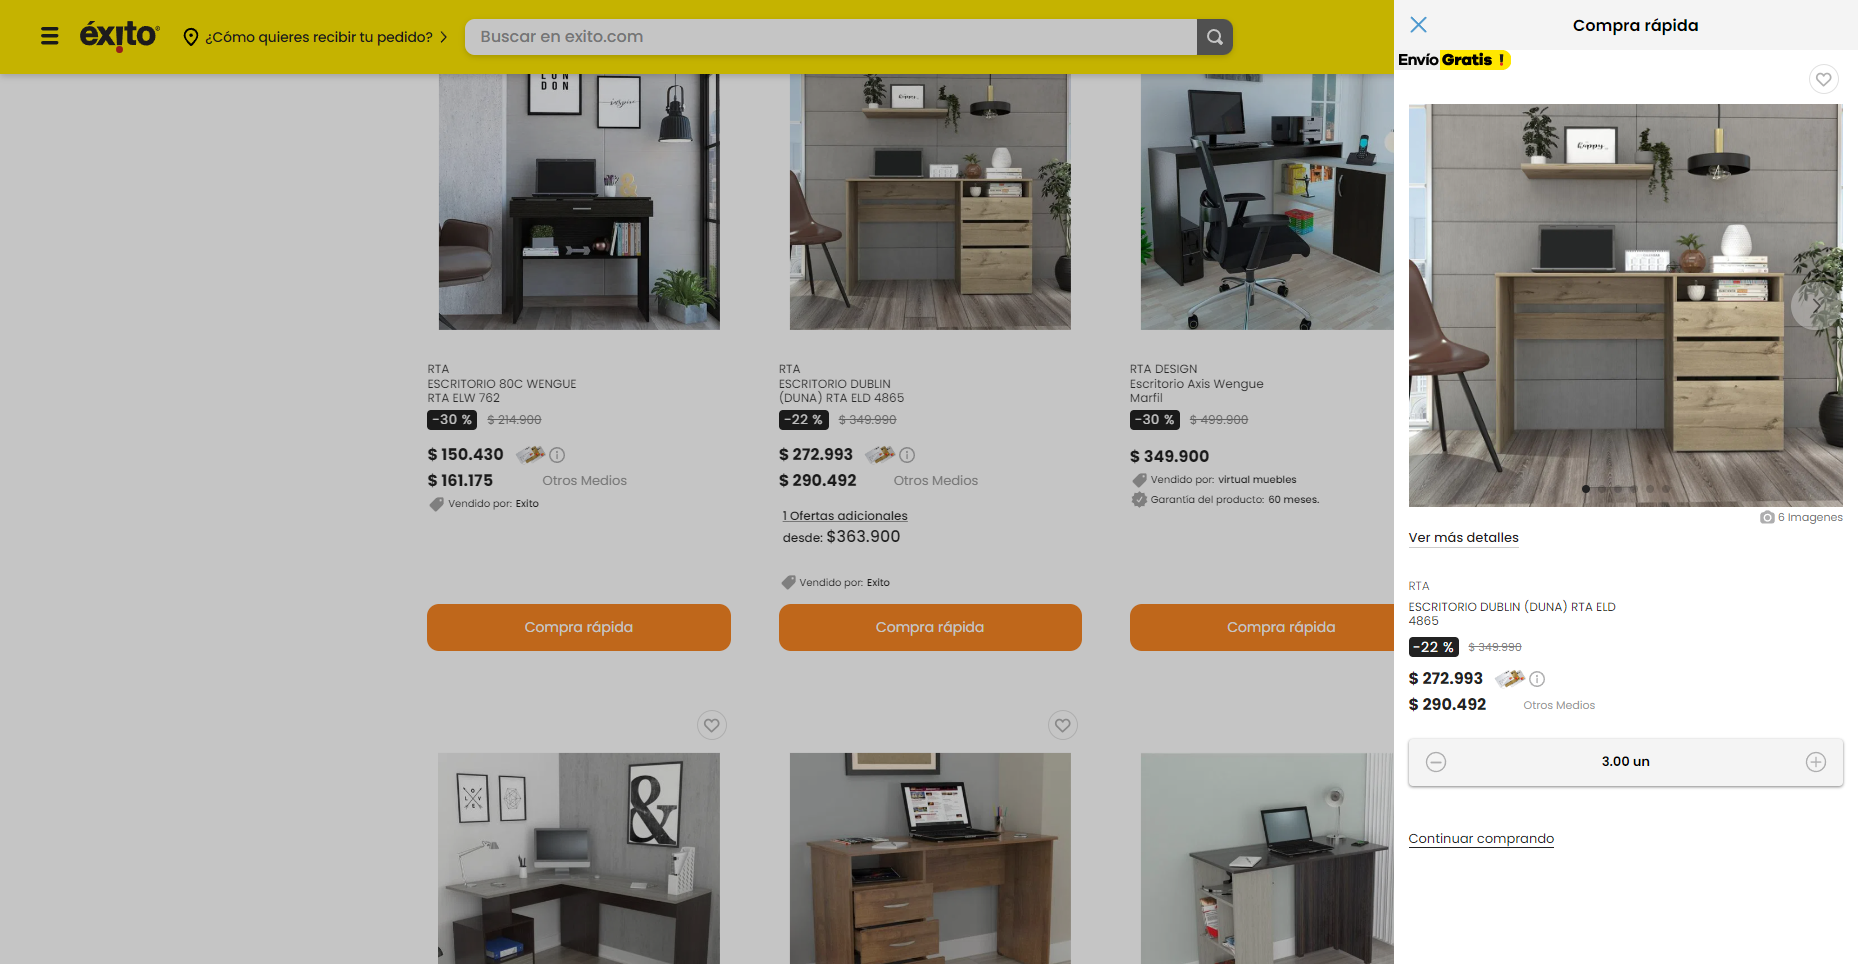 éxito
¿Cómo quieres recibir tu pedido?
Buscar en exito.com
LON
DON
inspire
happy
RTA
ESCRITORIO 80C WENGUE
RTA ELW 762
-30 %
$ 214.900
$ 150.430
$ 161.175
Otros Medios
Vendido por: Exito
Compra rápida
RTA
ESCRITORIO DUBLIN
(DUNA) RTA ELD 4865
-22 %
$ 349.990
$ 272.993
$ 290.492
Otros Medios
1 Ofertas adicionales
desde: $363.900
Vendido por: Exito
Compra rápida
RTA DESIGN
Escritorio Axis Wengue
Marfil
-30 %
$ 499.900
$ 349.900
Vendido por: virtual muebles
Garantía del producto: 60 meses.
Compra rápida
L O
V E
&
Compra rápida
Envío Gratis !
happy
6 Imagenes
Ver más detalles
RTA
ESCRITORIO DUBLIN (DUNA) RTA ELD
4865
-22 %
$ 349.990
$ 272.993
$ 290.492
Otros Medios
3.00 un
Continuar comprando